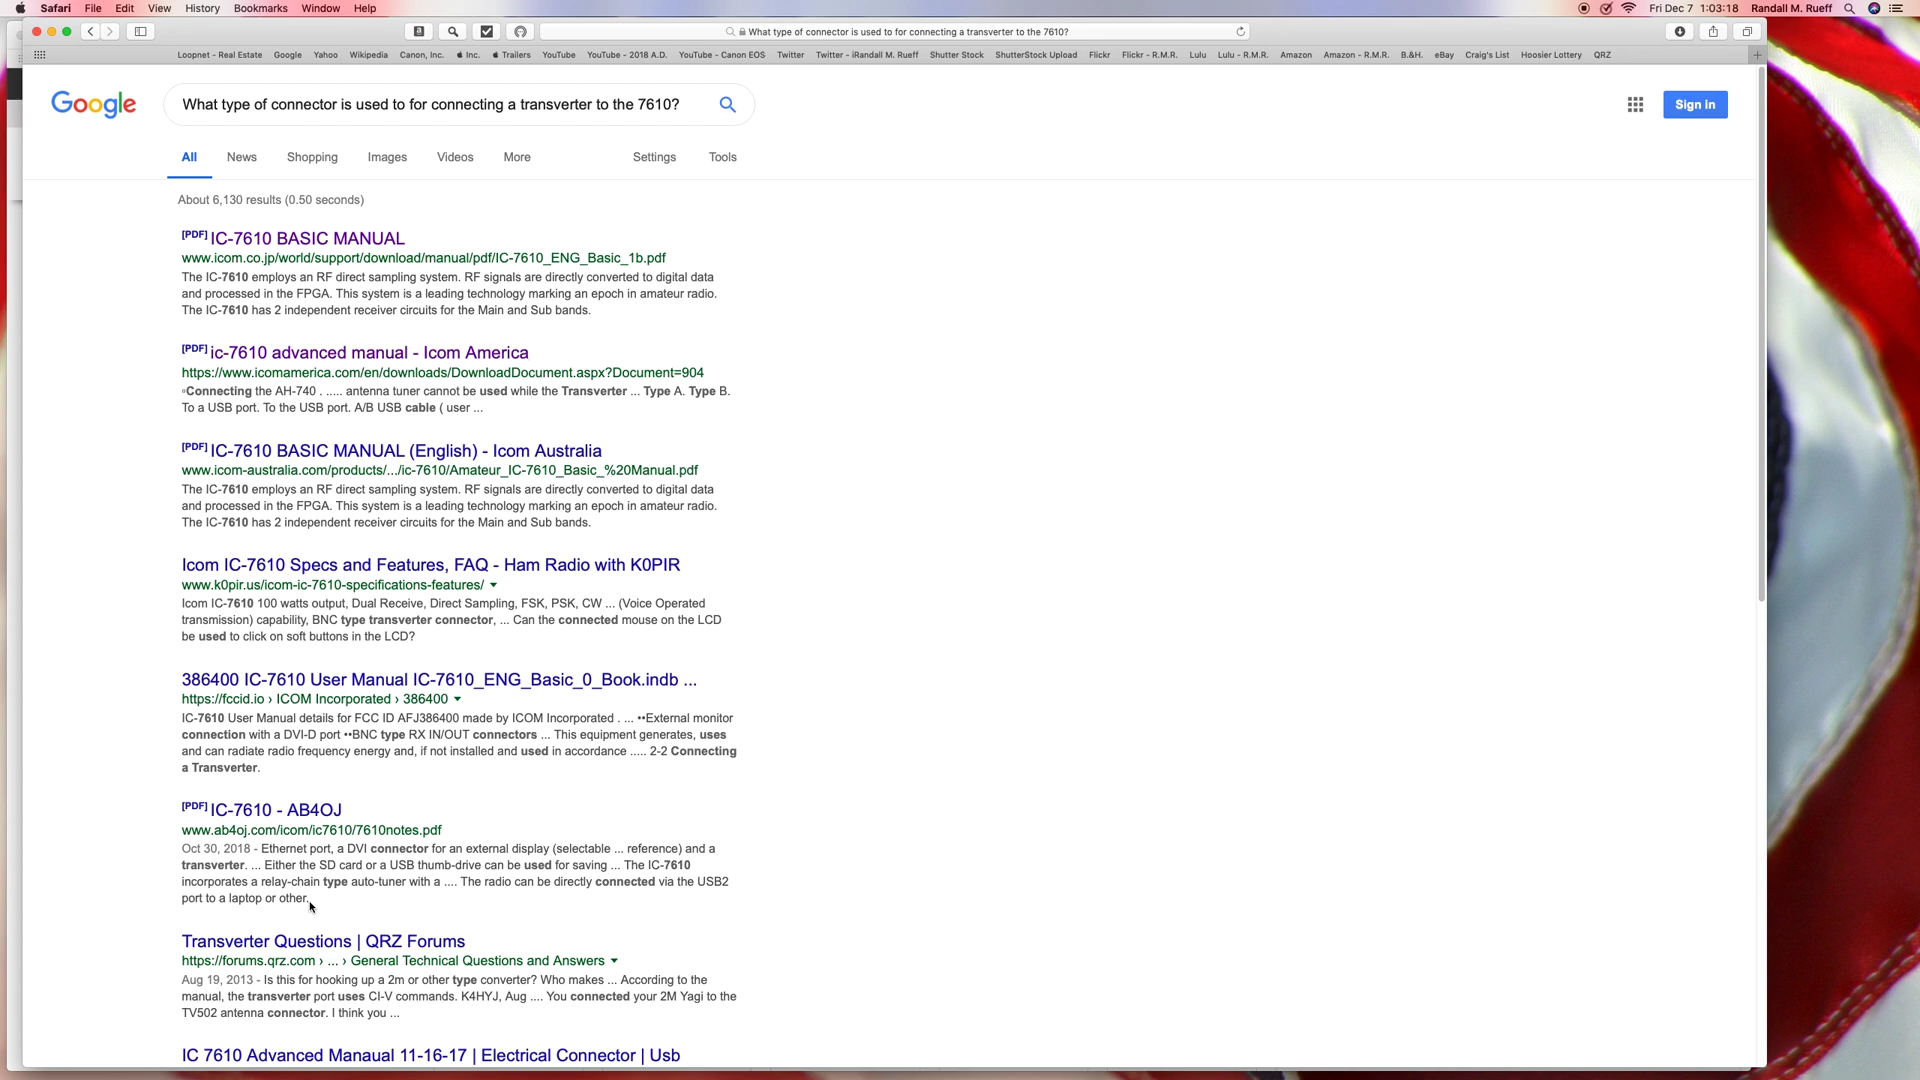 Safari File Edit View History Bookmarks Window Help
Fri Dec 7 1:03:18 Randall M. Rueff
What type of connector is used to for connecting a transverter to the 7610?
Loopnet - Real Estate Google Yahoo Wikipedia Canon, Inc. Inc. Trailers YouTube YouTube - 2018 A.D. YouTube - Canon EOS Twitter Twitter - iRandall M. Rueff Shutter Stock ShutterStock Upload Flickr Flickr - R.M.R. Lulu Lulu - R.M.R. Amazon Amazon - R.M.R. B.&H. eBay Craig's List Hoosier Lottery QRZ
Google
What type of connector is used to for connecting a transverter to the 7610?
Sign in
All News Shopping Images Videos More Settings Tools
About 6,130 results (0.50 seconds)
[PDF] IC-7610 BASIC MANUAL
www.icom.co.jp/world/support/download/manual/pdf/IC-7610_ENG_Basic_1b.pdf
The IC-7610 employs an RF direct sampling system. RF signals are directly converted to digital data
and processed in the FPGA. This system is a leading technology marking an epoch in amateur radio.
The IC-7610 has 2 independent receiver circuits for the Main and Sub bands.
[PDF] ic-7610 advanced manual - Icom America
https://www.icomamerica.com/en/downloads/DownloadDocument.aspx?Document=904
◦Connecting the AH-740 . ..... antenna tuner cannot be used while the Transverter ... Type A. Type B.
To a USB port. To the USB port. A/B USB cable ( user ...
[PDF] IC-7610 BASIC MANUAL (English) - Icom Australia
www.icom-australia.com/products/.../ic-7610/Amateur_IC-7610_Basic_%20Manual.pdf
The IC-7610 employs an RF direct sampling system. RF signals are directly converted to digital data
and processed in the FPGA. This system is a leading technology marking an epoch in amateur radio.
The IC-7610 has 2 independent receiver circuits for the Main and Sub bands.
Icom IC-7610 Specs and Features, FAQ - Ham Radio with K0PIR
www.k0pir.us/icom-ic-7610-specifications-features/
Icom IC-7610 100 watts output, Dual Receive, Direct Sampling, FSK, PSK, CW ... (Voice Operated
transmission) capability, BNC type transverter connector, ... Can the connected mouse on the LCD
be used to click on soft buttons in the LCD?
386400 IC-7610 User Manual IC-7610_ENG_Basic_0_Book.indb ...
https://fccid.io › ICOM Incorporated › 386400
IC-7610 User Manual details for FCC ID AFJ386400 made by ICOM Incorporated . ... ••External monitor
connection with a DVI-D port ••BNC type RX IN/OUT connectors ... This equipment generates, uses
and can radiate radio frequency energy and, if not installed and used in accordance ..... 2-2 Connecting
a Transverter.
[PDF] IC-7610 - AB4OJ
www.ab4oj.com/icom/ic7610/7610notes.pdf
Oct 30, 2018 - Ethernet port, a DVI connector for an external display (selectable ... reference) and a
transverter. ... Either the SD card or a USB thumb-drive can be used for saving ... The IC-7610
incorporates a relay-chain type auto-tuner with a .... The radio can be directly connected via the USB2
port to a laptop or other.
Transverter Questions | QRZ Forums
https://forums.qrz.com › ... › General Technical Questions and Answers
Aug 19, 2013 - Is this for hooking up a 2m or other type converter? Who makes ... According to the
manual, the transverter port uses CI-V commands. K4HYJ, Aug .... You connected your 2M Yagi to the
TV502 antenna connector. I think you ...
IC 7610 Advanced Manaual 11-16-17 | Electrical Connector | Usb